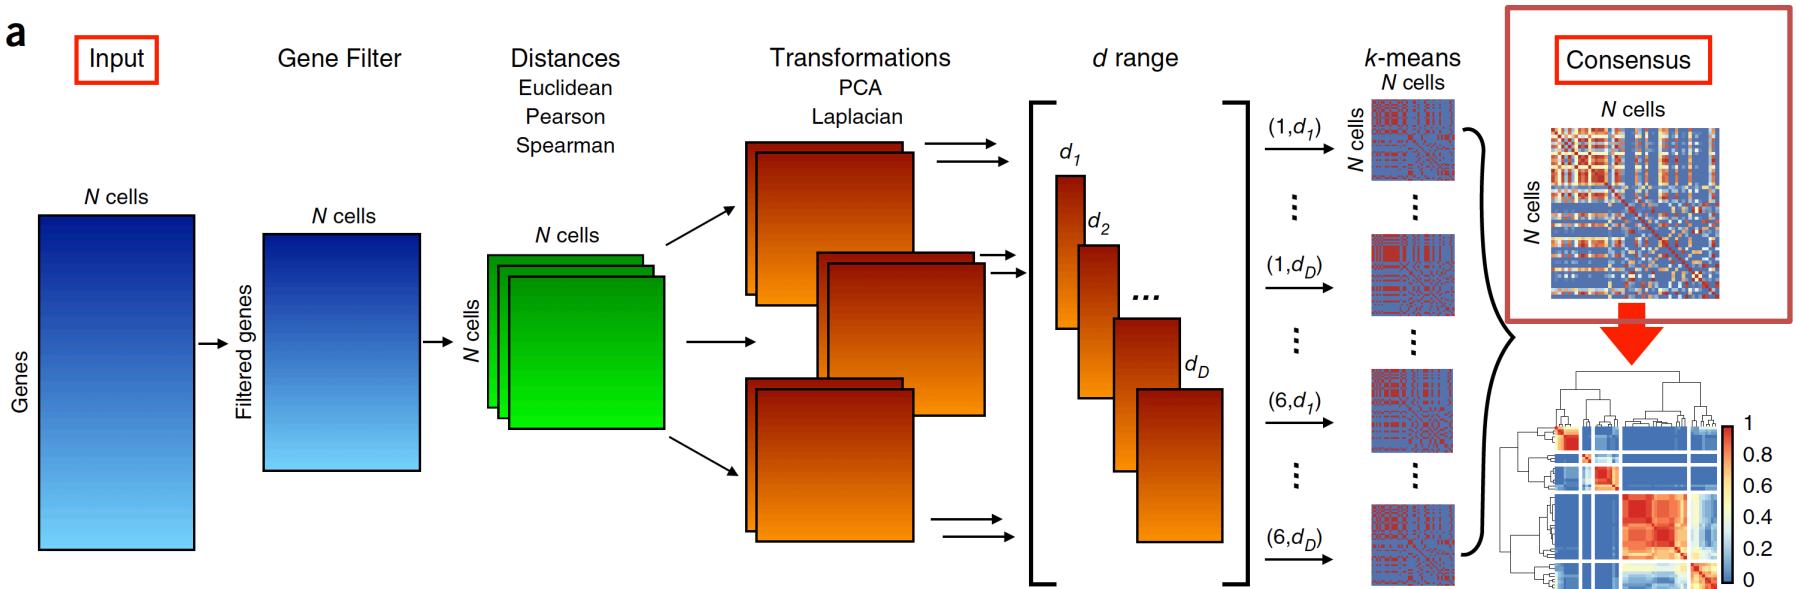 a
Input
Gene Filter
Distances
Euclidean
Pearson
Spearman
Transformations
PCA
Laplacian
d range
k-means
N cells
Consensus
N cells
N cells
Genes
N cells
Filtered genes
N cells
N cells
d1
d2
...
dD
(1,d1)
(1,dD)
(6,d1)
(6,dD)
N cells
N cells
1
0.8
0.6
0.4
0.2
0